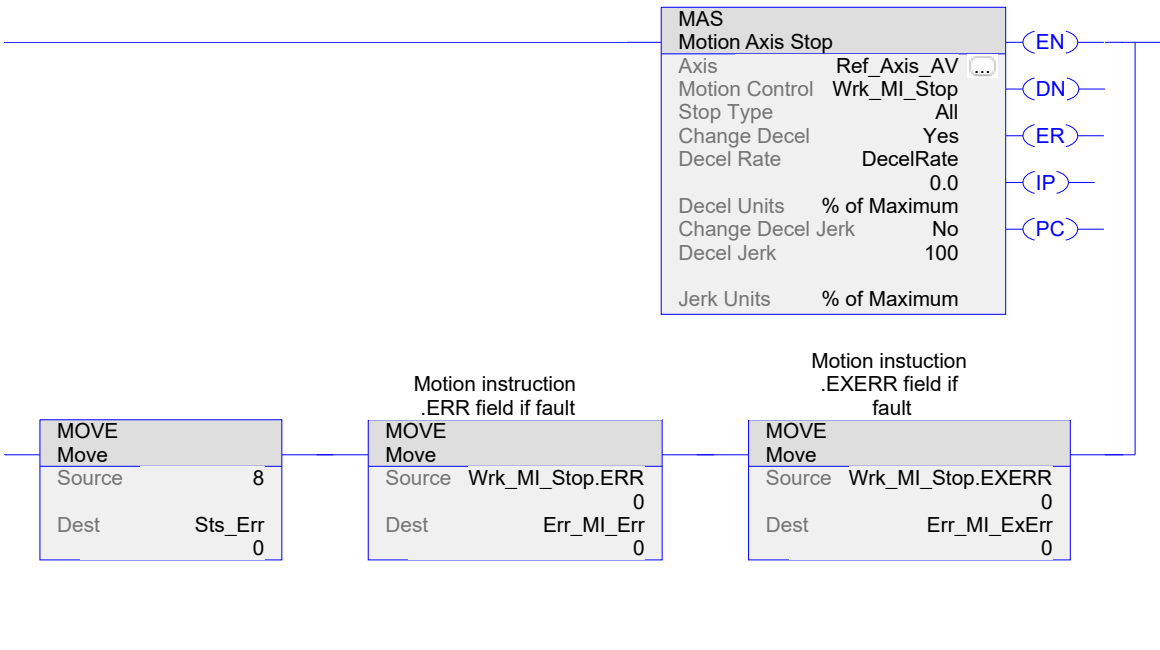 MAS
Motion Axis Stop
Axis Ref_Axis_AV ...
Motion Control Wrk_MI_Stop
Stop Type All
Change Decel Yes
Decel Rate DecelRate
0.0
Decel Units % of Maximum
Change Decel Jerk No
Decel Jerk 100
Jerk Units % of Maximum
EN
DN
ER
IP
PC
MOVE
Move
Source 8
Dest Sts_Err
0
Motion instruction
.ERR field if fault
MOVE
Move
Source Wrk_MI_Stop.ERR
0
Dest Err_MI_Err
0
Motion instuction
.EXERR field if
fault
MOVE
Move
Source Wrk_MI_Stop.EXERR
0
Dest Err_MI_ExErr
0